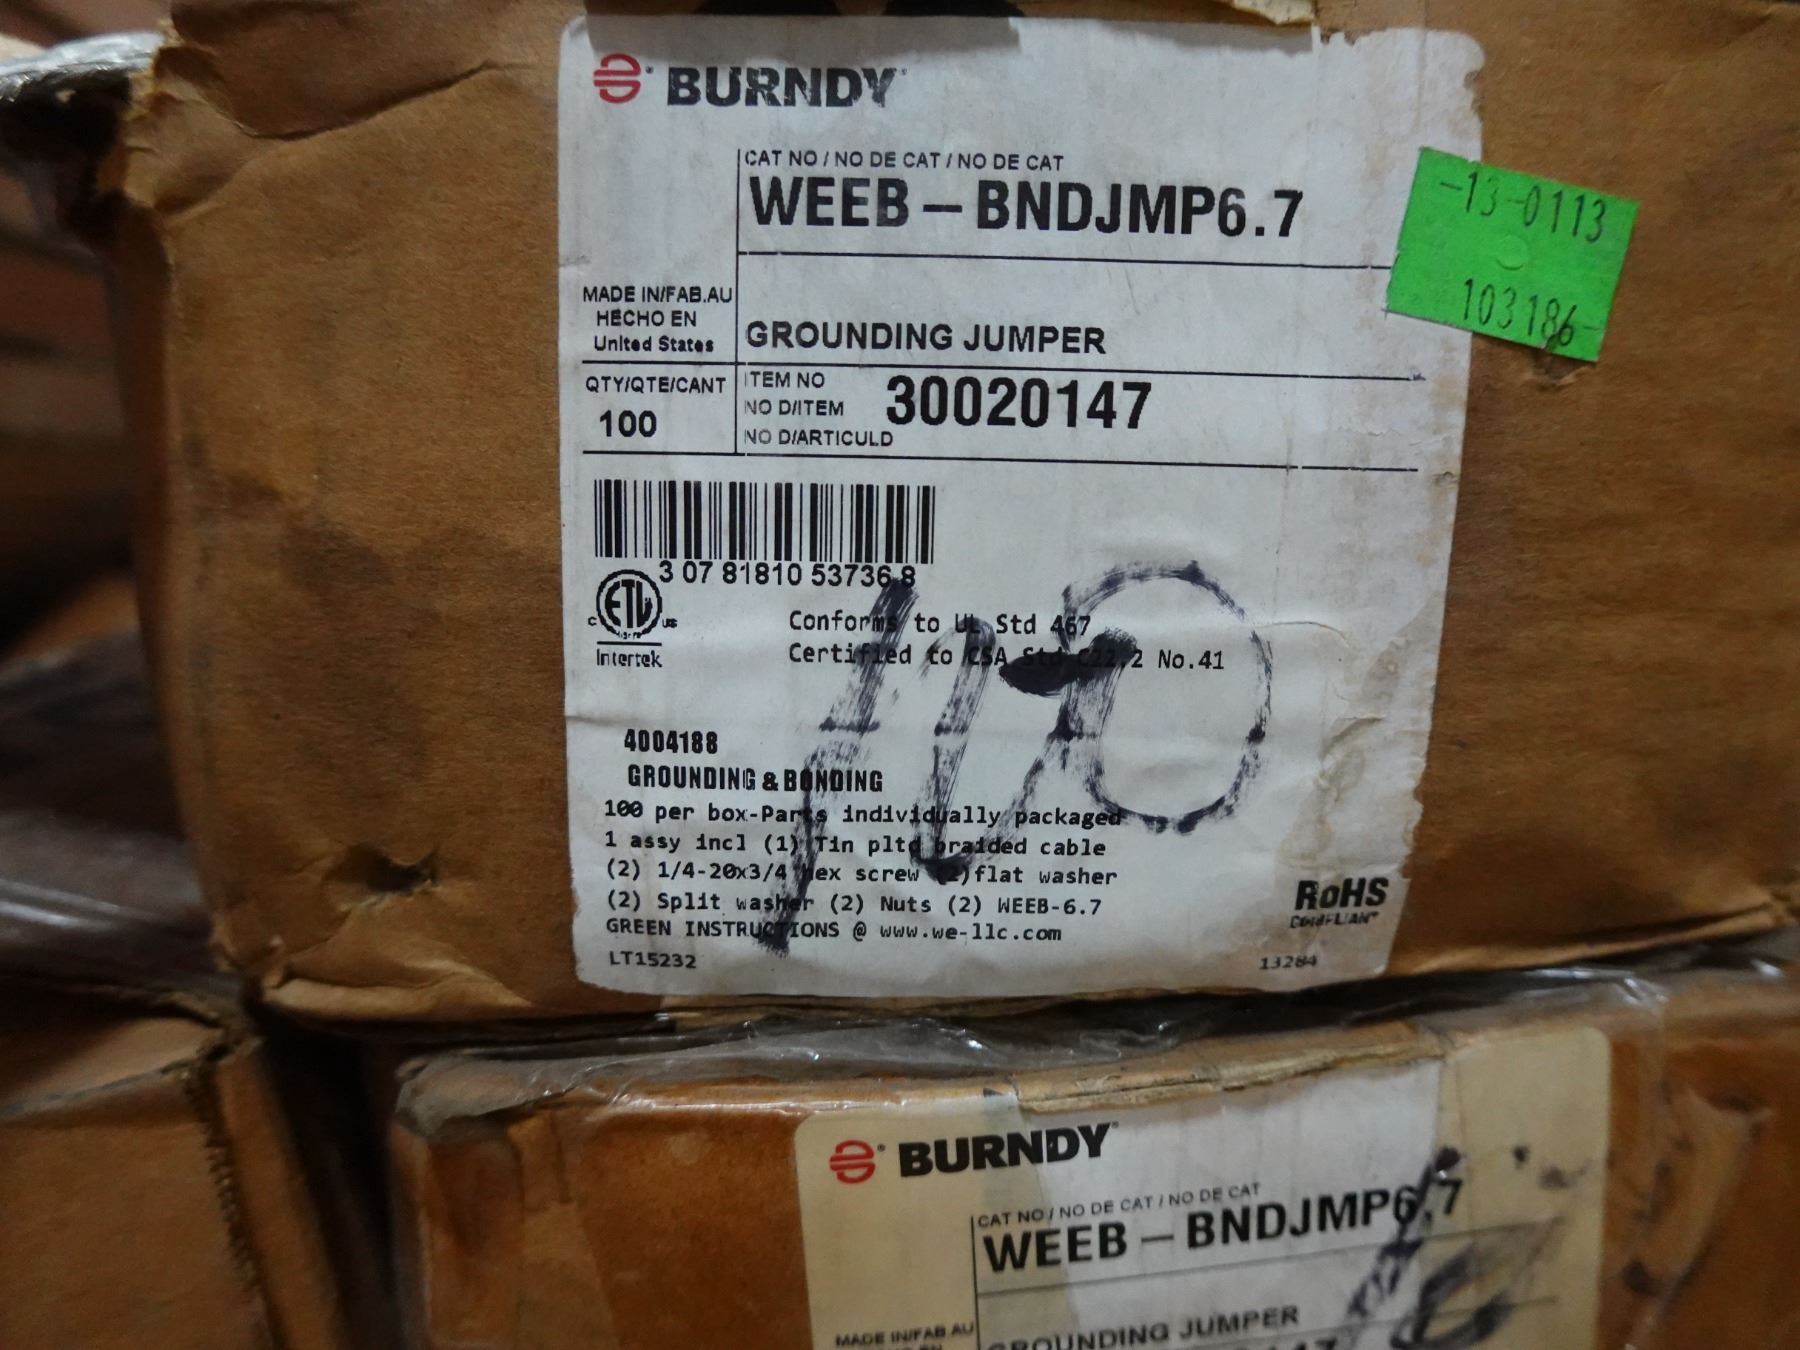 BURNDY
CAT NO / NO DE CAT / NO DE CAT
WEEB – BNDJMP6.7
-13-0113
103186-
MADE IN/FAB.AU
HECHO EN
United States
GROUNDING JUMPER
QTY/QTE/CANT
100
ITEM NO
NO D/ITEM
NO D/ARTICULD
30020147
3 07 81810 53736 8
C ETL US
Intertek
Conforms to UL Std 467
Certified to CSA Std C22.2 No.41
4004188
GROUNDING & BONDING
100 per box-Parts individually packaged
1 assy incl (1) Tin pltd braided cable
(2) 1/4-20x3/4 hex screw (2)flat washer
(2) Split washer (2) Nuts (2) WEEB-6.7
GREEN INSTRUCTIONS @ www.we-llc.com
LT15232
RoHS
COMPLIANT
13284
BURNDY
CAT NO / NO DE CAT / NO DE CAT
WEEB – BNDJMP6.7
MADE IN/FAB AU
GROUNDING JUMPER